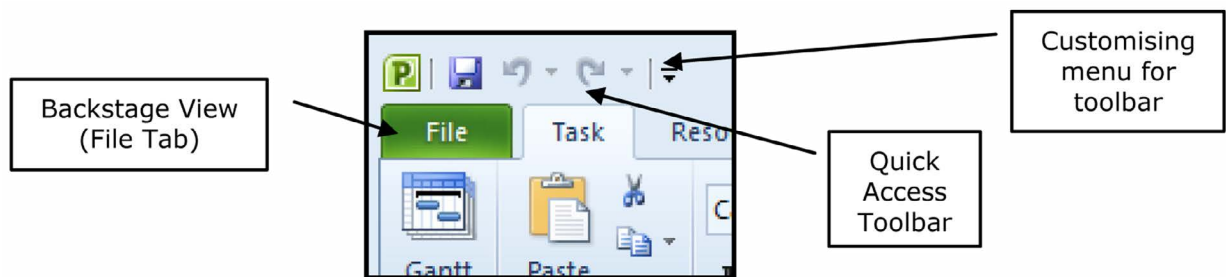 Customising
menu for
toolbar
P
Backstage View
(File Tab)
File Task
Quick
Access
Toolbar
Gantt Paste